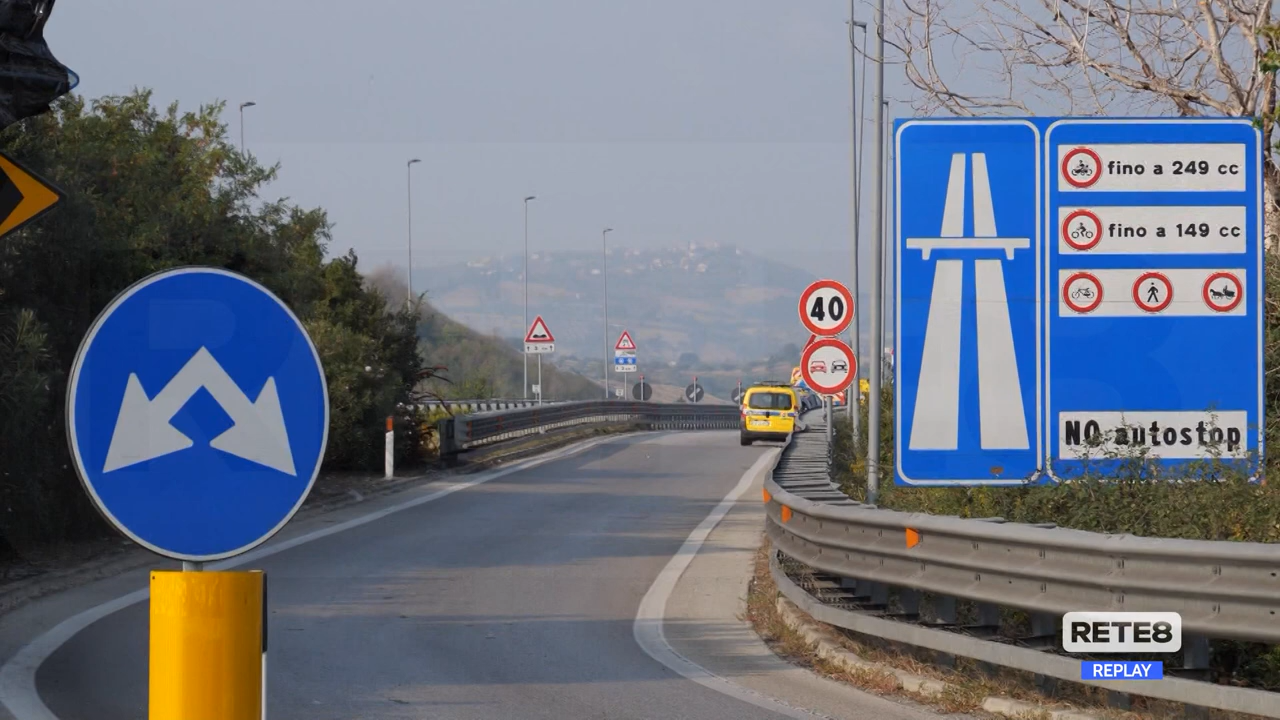 fino a 249 cc
fino a 149 cc
40
NO autostop
RETE8
REPLAY